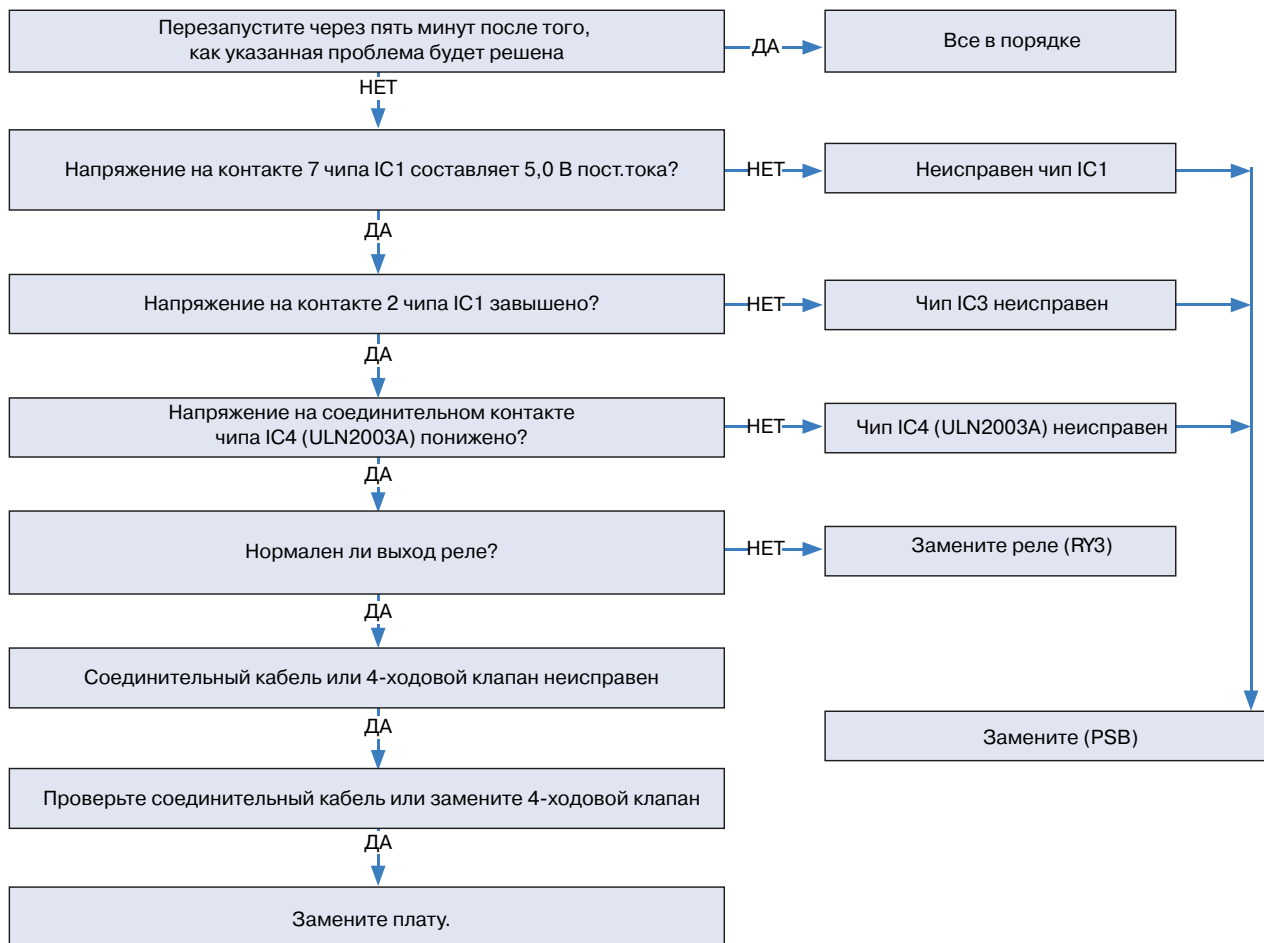 Перезапустите через пять минут после того,
как указанная проблема будет решена
ДА
Все в порядке
НЕТ
Напряжение на контакте 7 чипа IC1 составляет 5,0 В пост.тока?
НЕТ
Неисправен чип IC1
ДА
Напряжение на контакте 2 чипа IC1 завышено?
НЕТ
Чип IC3 неисправен
ДА
Напряжение на соединительном контакте
чипа IC4 (ULN2003A) понижено?
НЕТ
Чип IC4 (ULN2003A) неисправен
ДА
Нормален ли выход реле?
НЕТ
Замените реле (RY3)
ДА
Соединительный кабель или 4-ходовой клапан неисправен
ДА
Замените (PSB)
Проверьте соединительный кабель или замените 4-ходовой клапан
ДА
Замените плату.